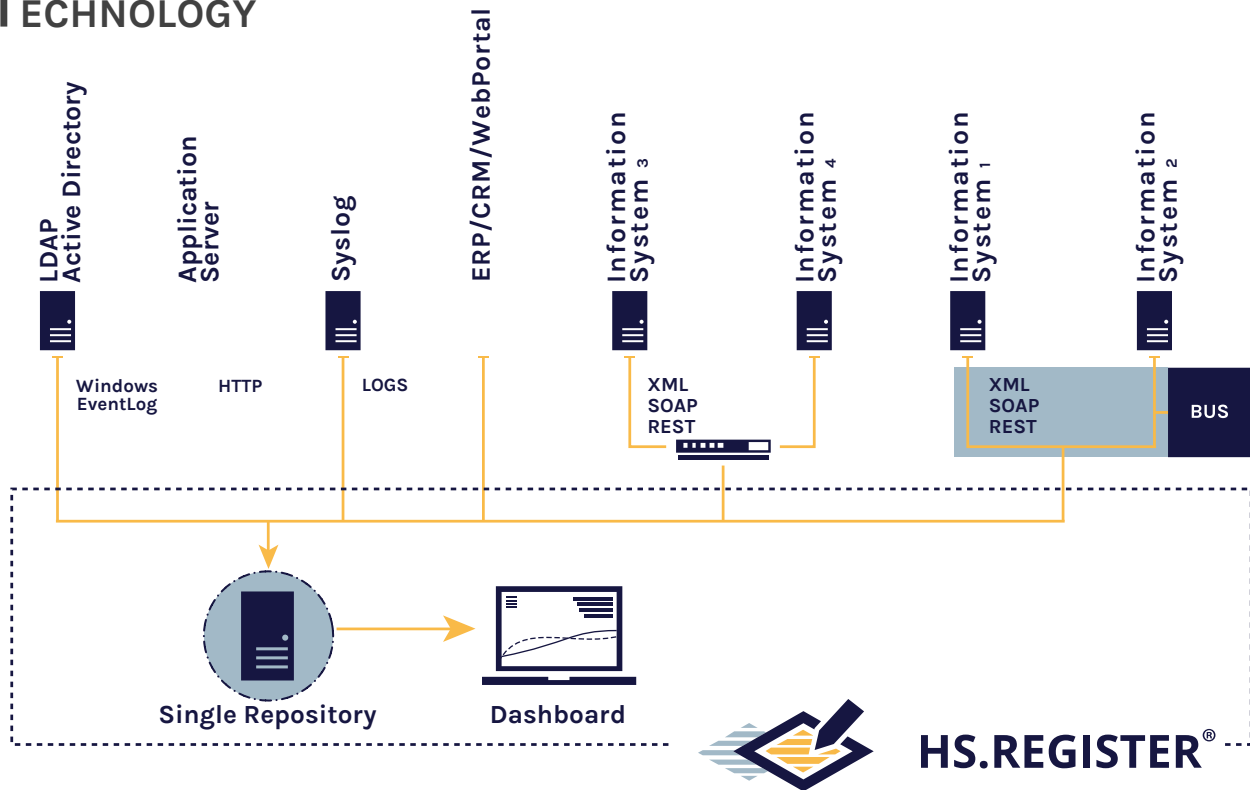 TECHNOLOGY
LDAP
Active Directory
Application
Server
Syslog
ERP/CRM/WebPortal
Information
System 3
Information
System 4
Information
System 1
Information
System 2
Windows
EventLog
HTTP
LOGS
XML
SOAP
REST
XML
SOAP
REST
BUS
Single Repository
Dashboard
HS.REGISTER®